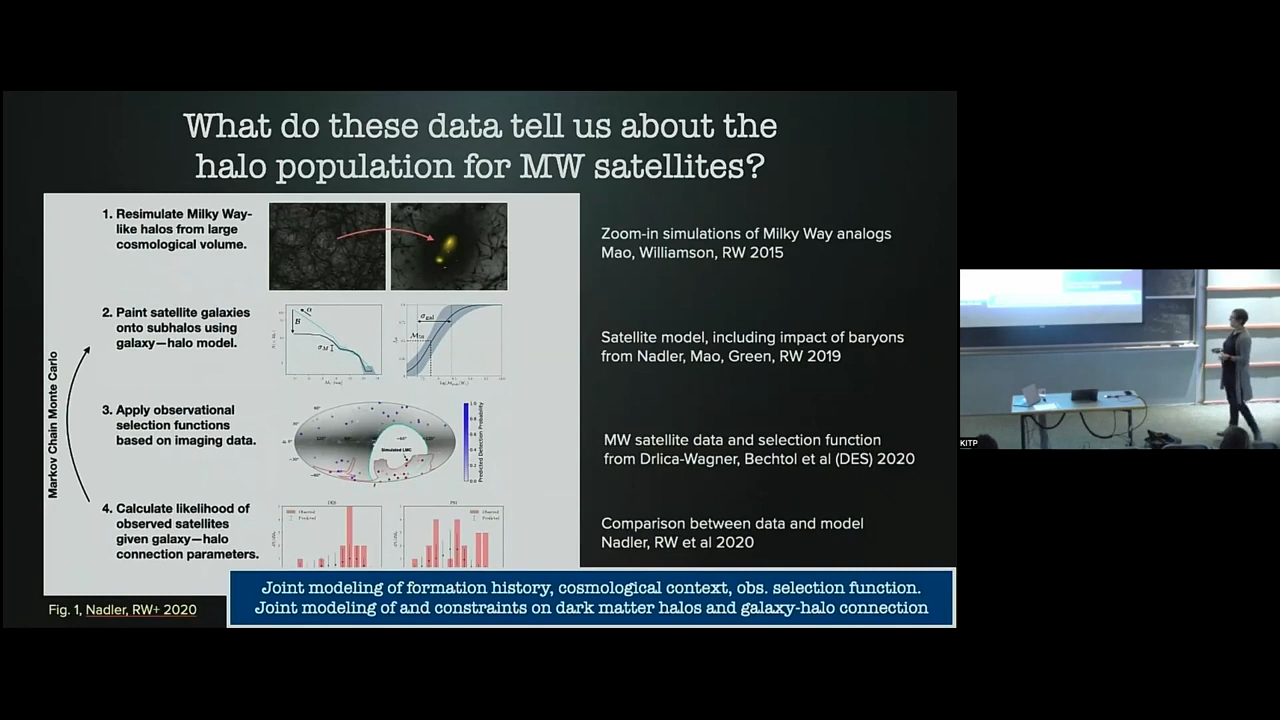 What do these data tell us about the
halo population for MW satellites?
1. Resimulate Milky Way-
like halos from large
cosmological volume.
Zoom-in simulations of Milky Way analogs
Mao, Williamson, RW 2015
2. Paint satellite galaxies
onto subhalos using
galaxy—halo model.
Satellite model, including impact of baryons
from Nadler, Mao, Green, RW 2019
Markov Chain Monte Carlo
3. Apply observational
selection functions
based on imaging data.
Simulated LMC
Predicted Detection Probability
MW satellite data and selection function
from Drlica-Wagner, Bechtol et al (DES) 2020
4. Calculate likelihood of
observed satellites
given galaxy—halo
connection parameters.
DES
PS1
Observed
Predicted
Observed
Predicted
Comparison between data and model
Nadler, RW et al 2020
Fig. 1, Nadler, RW+ 2020
Joint modeling of formation history, cosmological context, obs. selection function.
Joint modeling of and constraints on dark matter halos and galaxy-halo connection
KITP